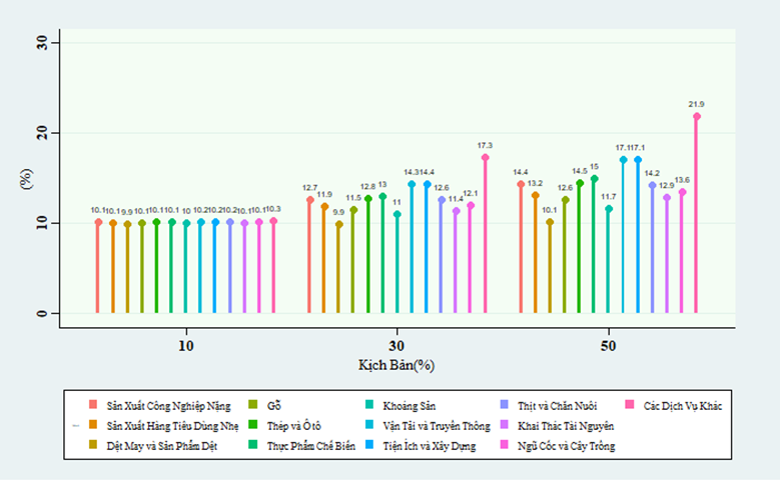 30
20
10
0
(%)
10.1 10.1 9.9 10.1 10.1 10.1 10 10.2 10.2 10.2 10.1 10.1 10.3
12.7 11.9 9.9 11.5 12.8 13 11 14.3 14.4 12.6 11.4 12.1 17.3
14.4 13.2 10.1 12.6 14.5 15 11.7 17.1 17.1 14.2 12.9 13.6 21.9
10 30 50
Kịch Bản(%)
Sản Xuất Công Nghiệp Nặng Gỗ Khoáng Sản Thịt và Chăn Nuôi Các Dịch Vụ Khác
Sản Xuất Hàng Tiêu Dùng Nhẹ Thép và Ô tô Vận Tải và Truyền Thông Khai Thác Tài Nguyên
Dệt May và Sản Phẩm Dệt Thực Phẩm Chế Biến Tiện Ích và Xây Dựng Ngũ Cốc và Cây Trồng